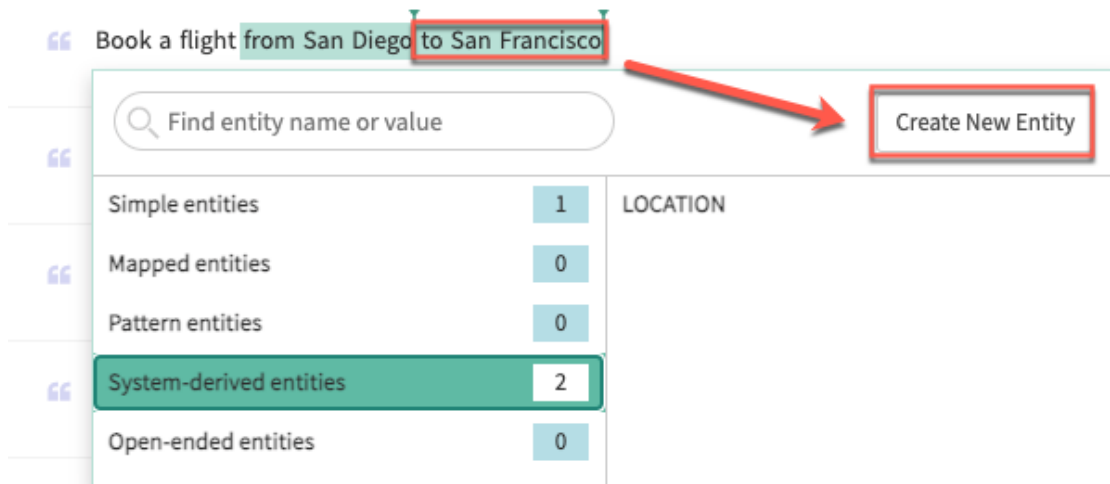 Book a flight from San Diego to San Francisco
Find entity name or value
Create New Entity
Simple entities 1
LOCATION
Mapped entities 0
Pattern entities 0
System-derived entities 2
Open-ended entities 0